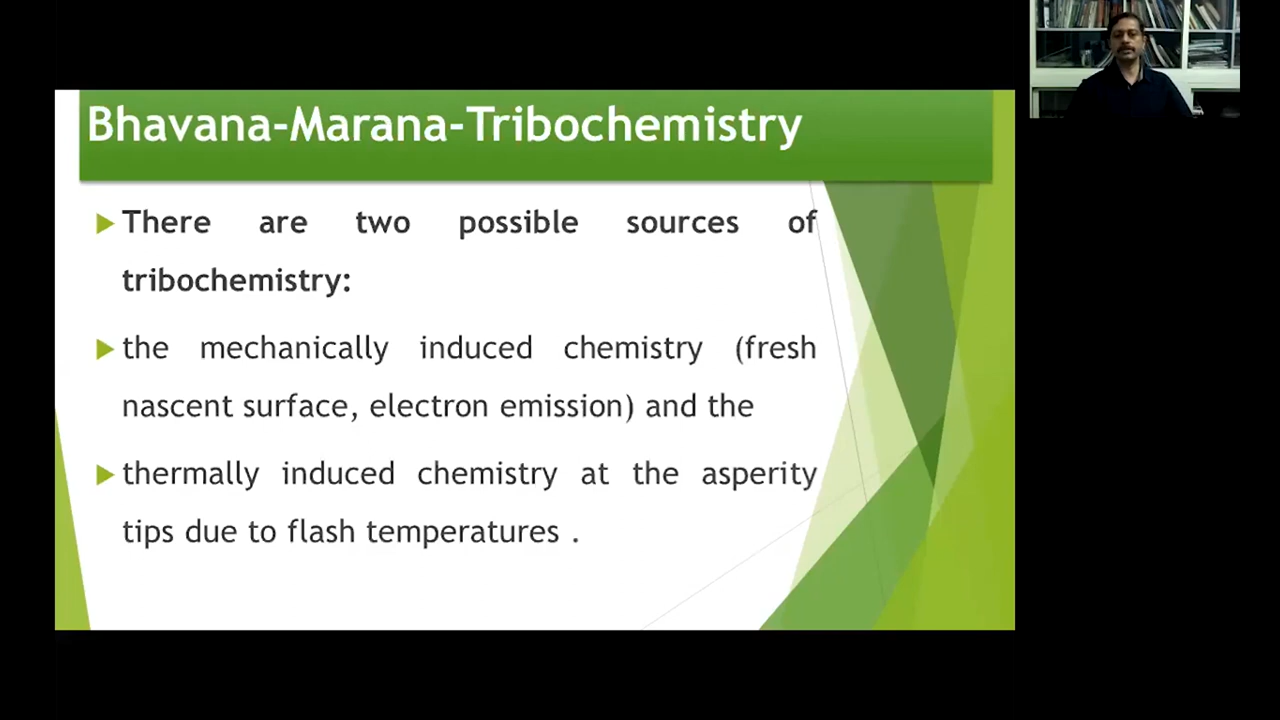 Bhavana-Marana-Tribochemistry
There are two possible sources of
tribochemistry:
the mechanically induced chemistry (fresh
nascent surface, electron emission) and the
thermally induced chemistry at the asperity
tips due to flash temperatures .